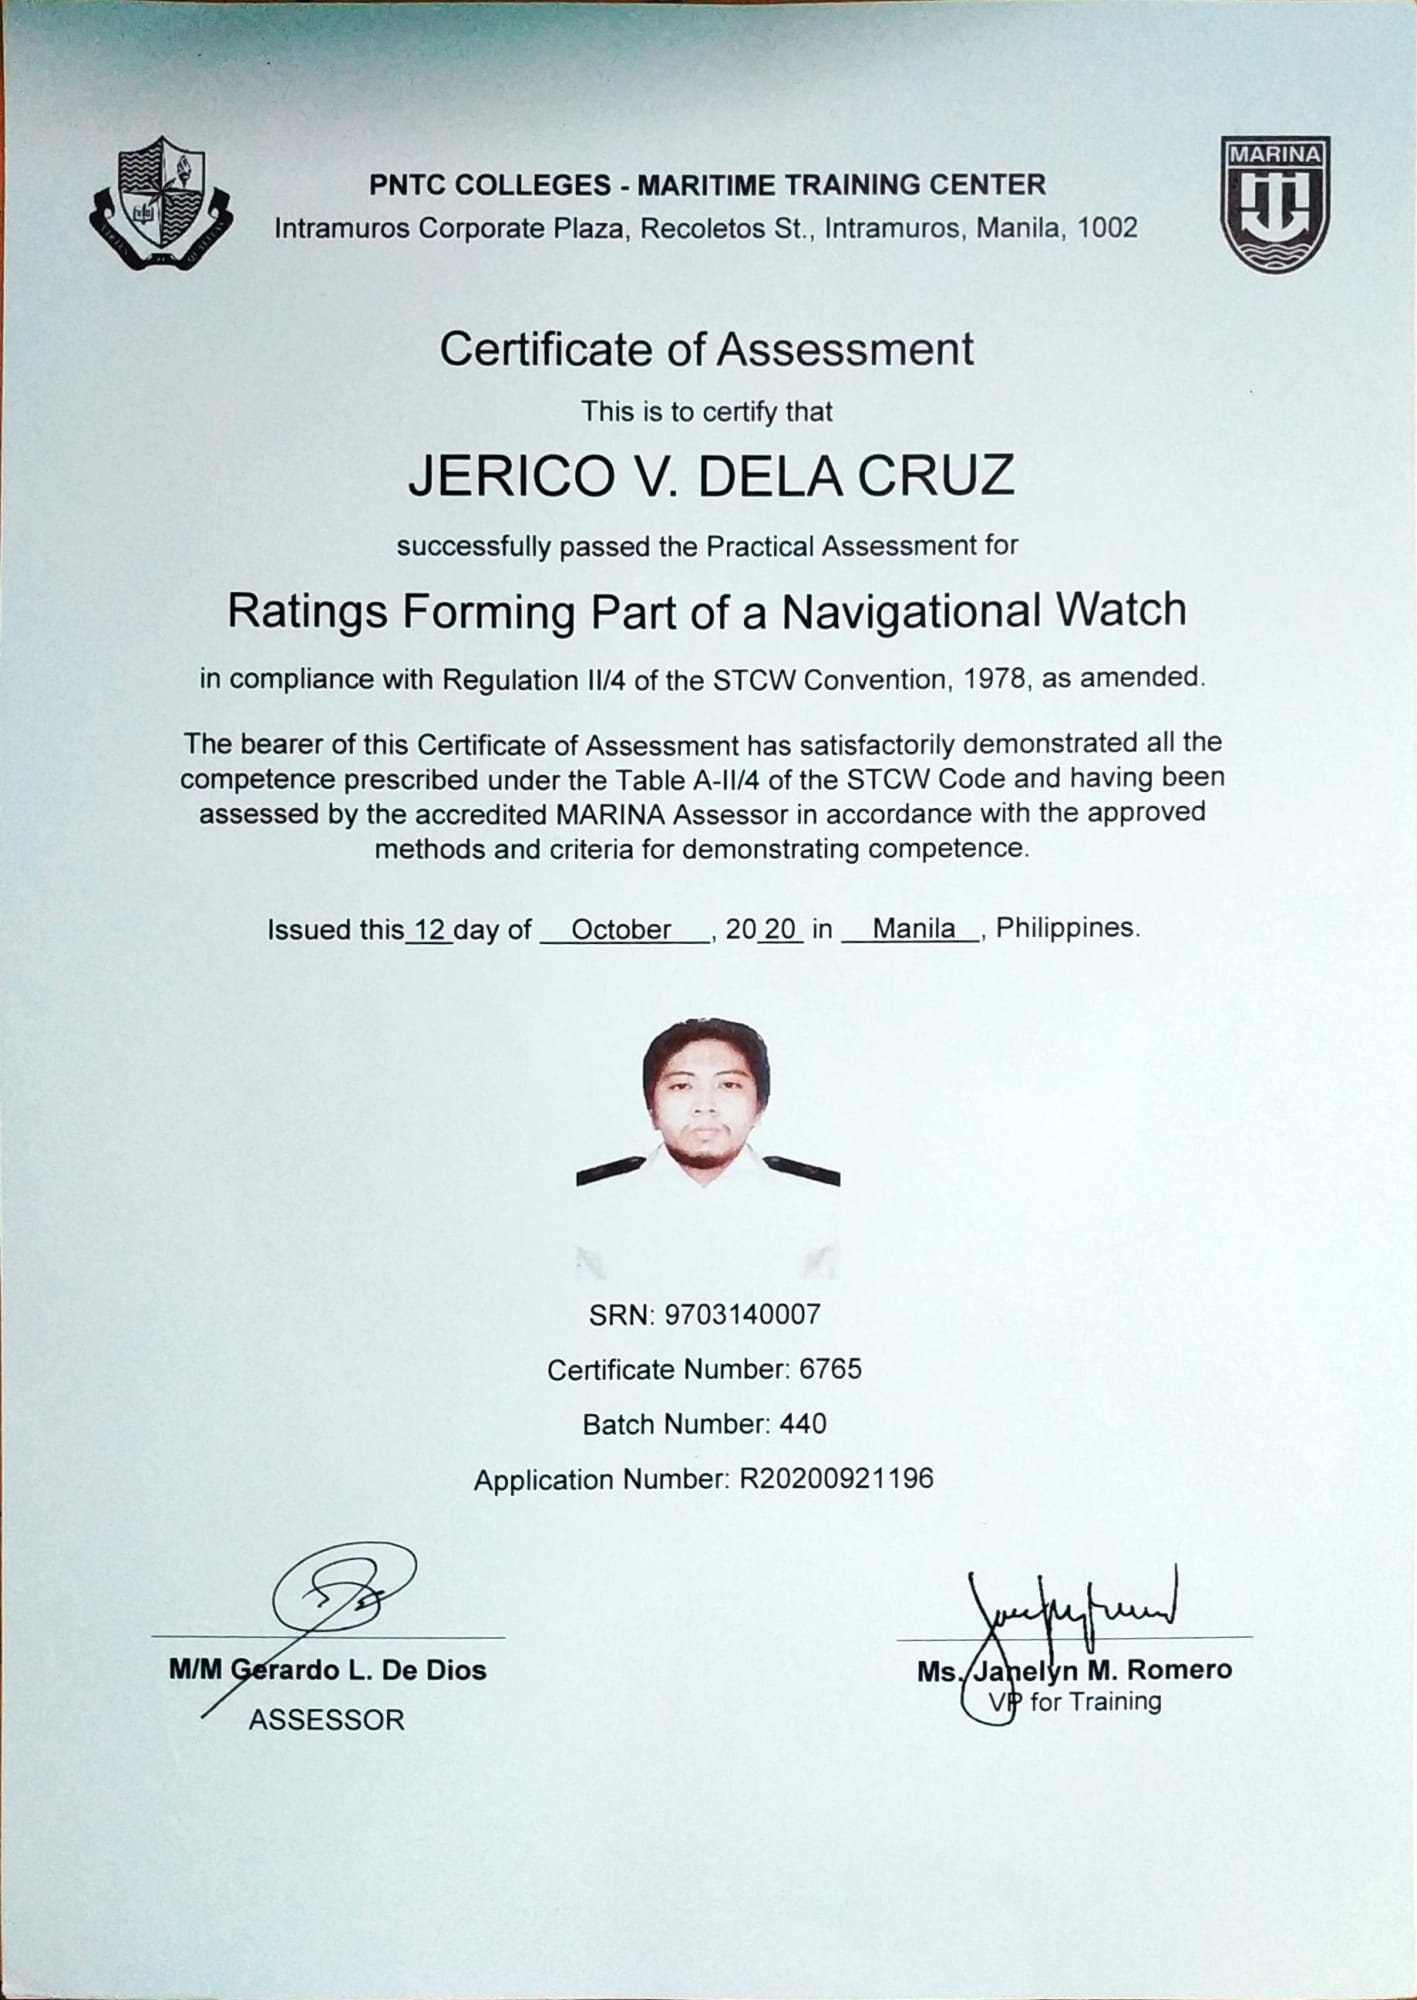 PNTC COLLEGES - MARITIME TRAINING CENTER
Intramuros Corporate Plaza, Recoletos St., Intramuros, Manila, 1002
MARINA
Certificate of Assessment
This is to certify that
JERICO V. DELA CRUZ
successfully passed the Practical Assessment for
Ratings Forming Part of a Navigational Watch
in compliance with Regulation II/4 of the STCW Convention, 1978, as amended.
The bearer of this Certificate of Assessment has satisfactorily demonstrated all the
competence prescribed under the Table A-II/4 of the STCW Code and having been
assessed by the accredited MARINA Assessor in accordance with the approved
methods and criteria for demonstrating competence.
Issued this 12 day of October, 2020 in Manila, Philippines.
SRN: 9703140007
Certificate Number: 6765
Batch Number: 440
Application Number: R20200921196
M/M Gerardo L. De Dios
ASSESSOR
Ms. Janelyn M. Romero
VP for Training